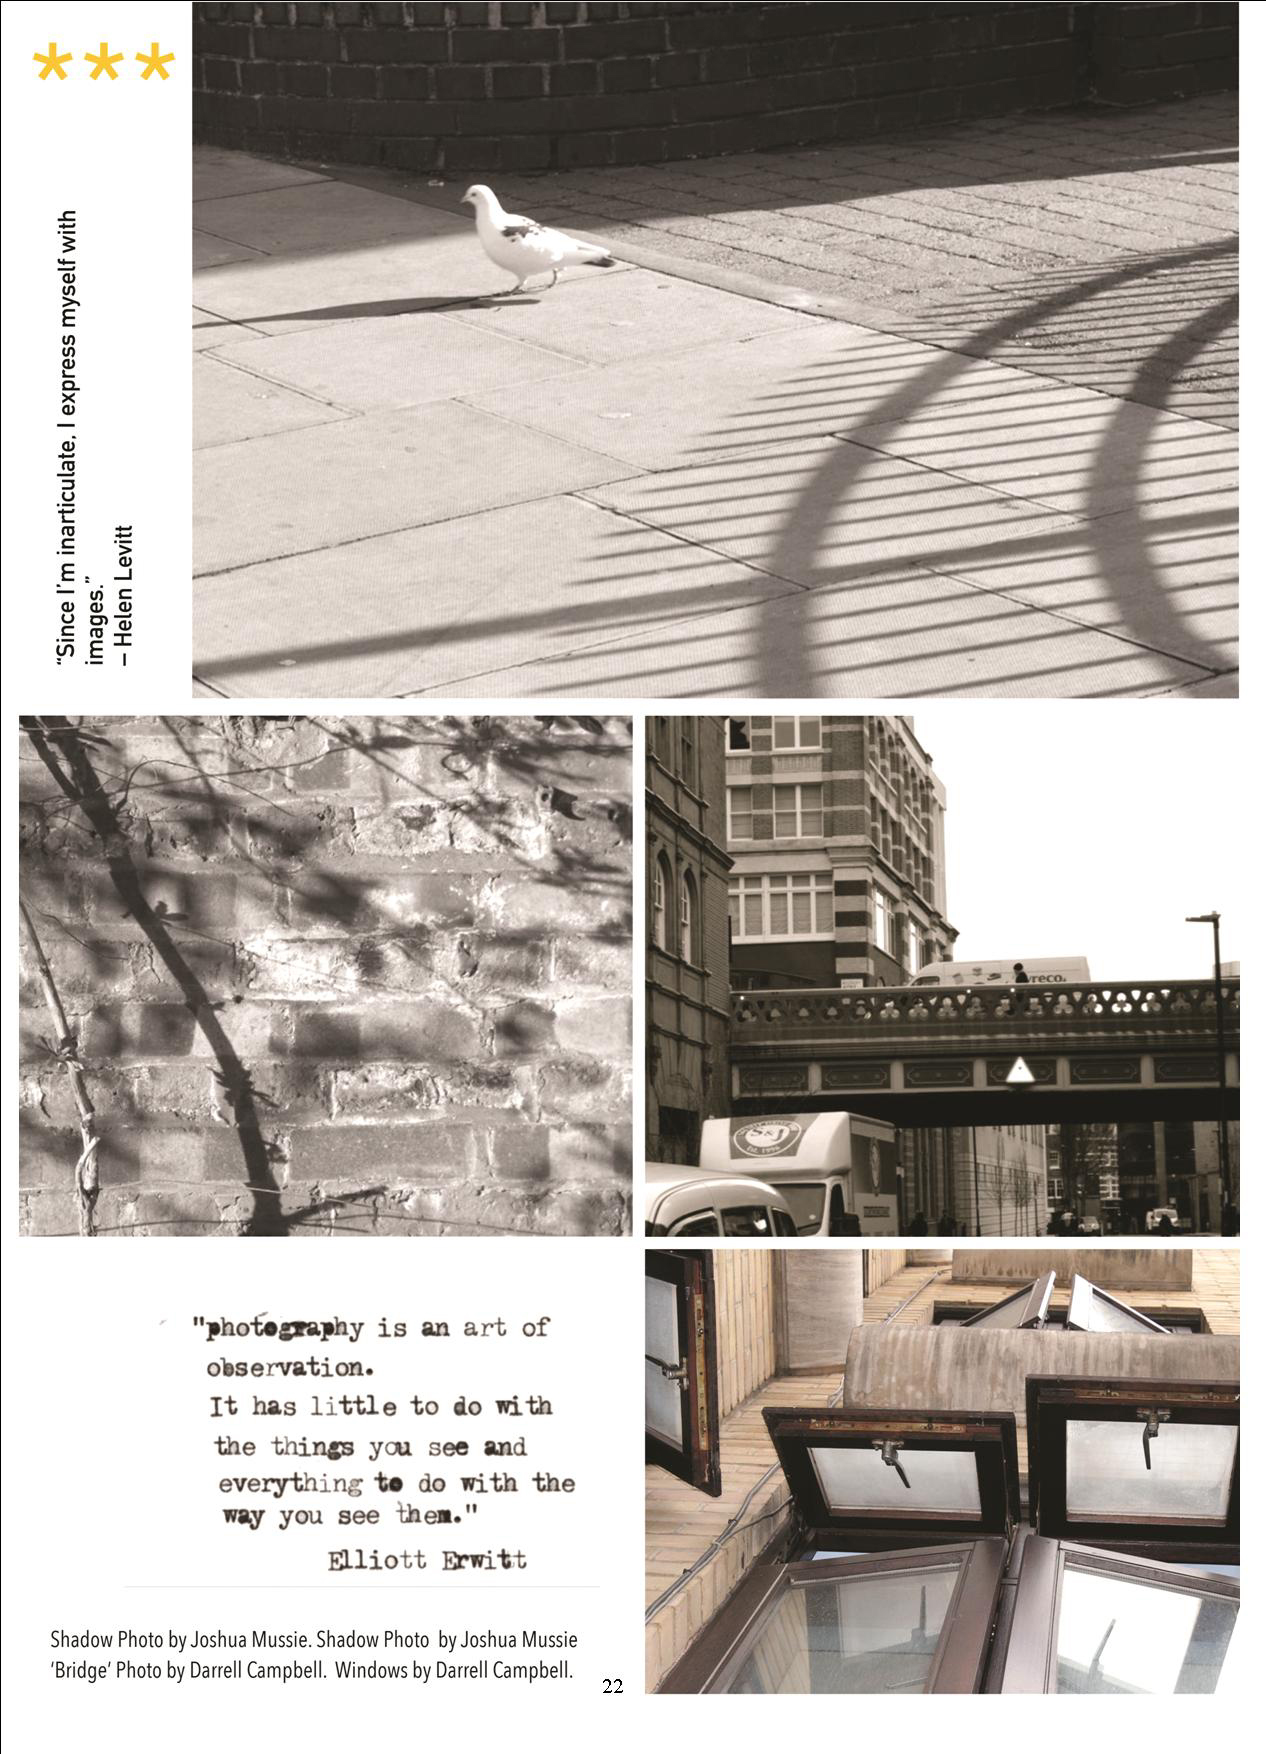 ***
“Since I’m inarticulate, I express myself with
images.”
– Helen Levitt
yreco.
S&J
"photography is an art of
observation.
It has little to do with
the things you see and
everything to do with the
way you see them."
Elliott Erwitt
Shadow Photo by Joshua Mussie. Shadow Photo by Joshua Mussie
‘Bridge’ Photo by Darrell Campbell. Windows by Darrell Campbell.
22